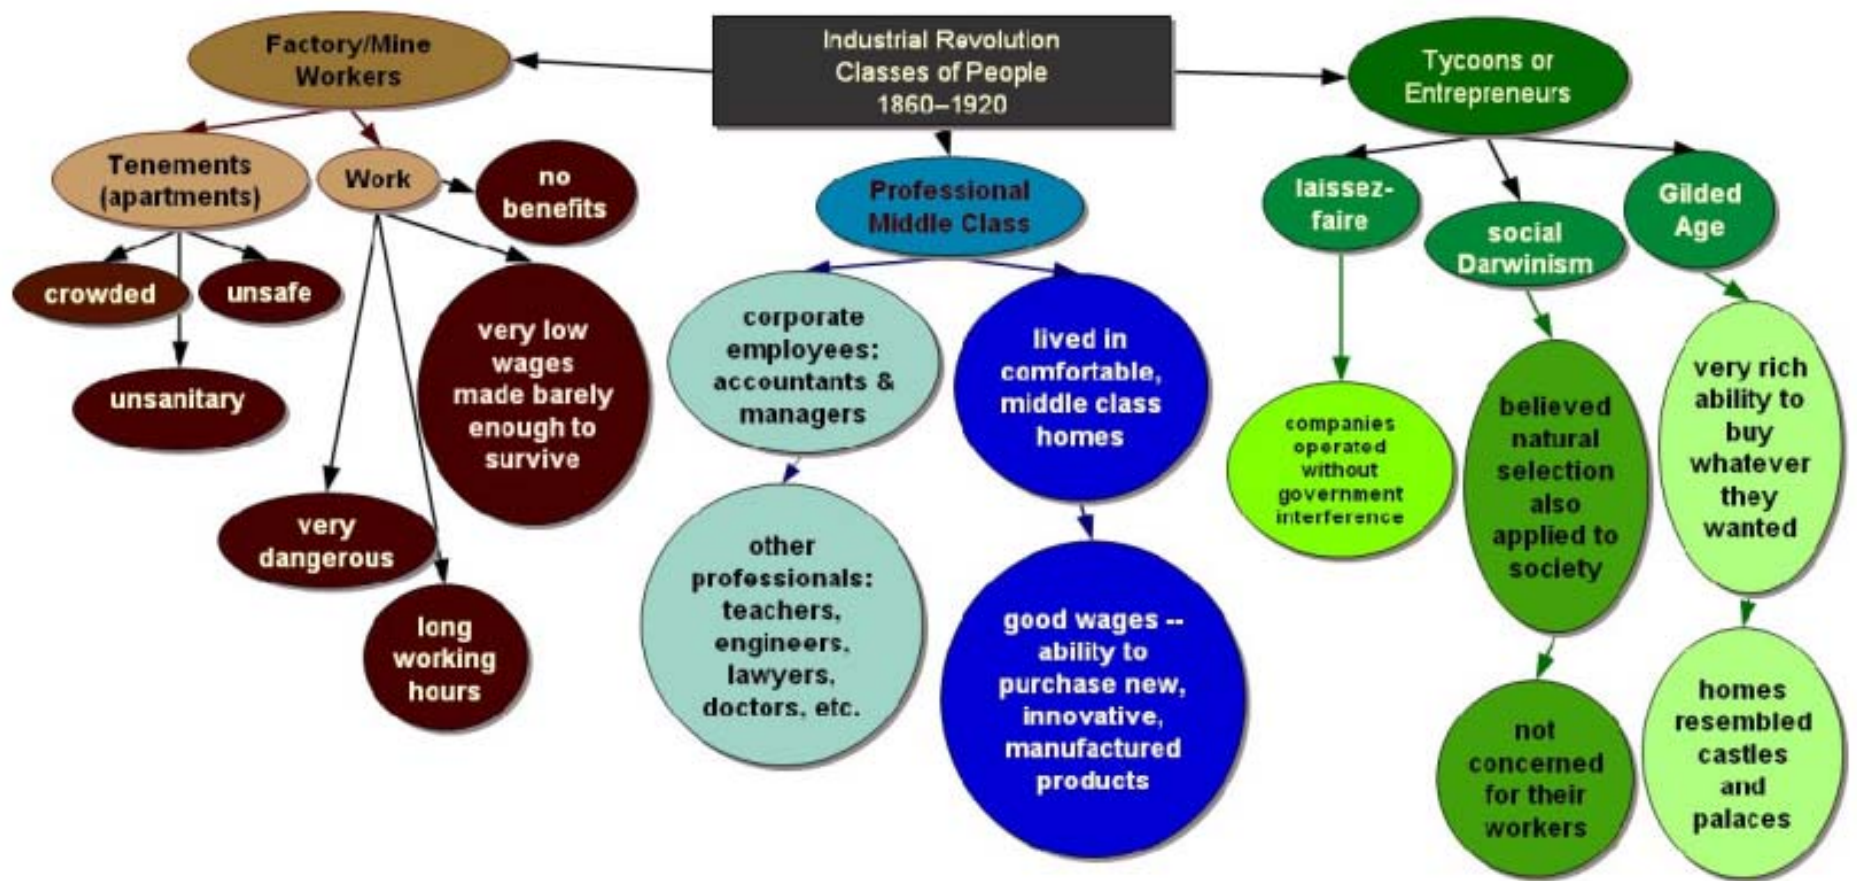 Industrial Revolution
Classes of People
1860–1920
Factory/Mine
Workers
Tenements
(apartments)
crowded
unsafe
unsanitary
Work
no
benefits
very low
wages
made barely
enough to
survive
very
dangerous
long
working
hours
Professional
Middle Class
corporate
employees:
accountants &
managers
other
professionals:
teachers,
engineers,
lawyers,
doctors, etc.
lived in
comfortable,
middle class
homes
good wages --
ability to
purchase new,
innovative,
manufactured
products
Tycoons or
Entrepreneurs
laissez-
faire
companies
operated
without
government
interference
social
Darwinism
believed
natural
selection
also
applied to
society
not
concerned
for their
workers
Gilded
Age
very rich
ability to
buy
whatever
they
wanted
homes
resembled
castles
and
palaces